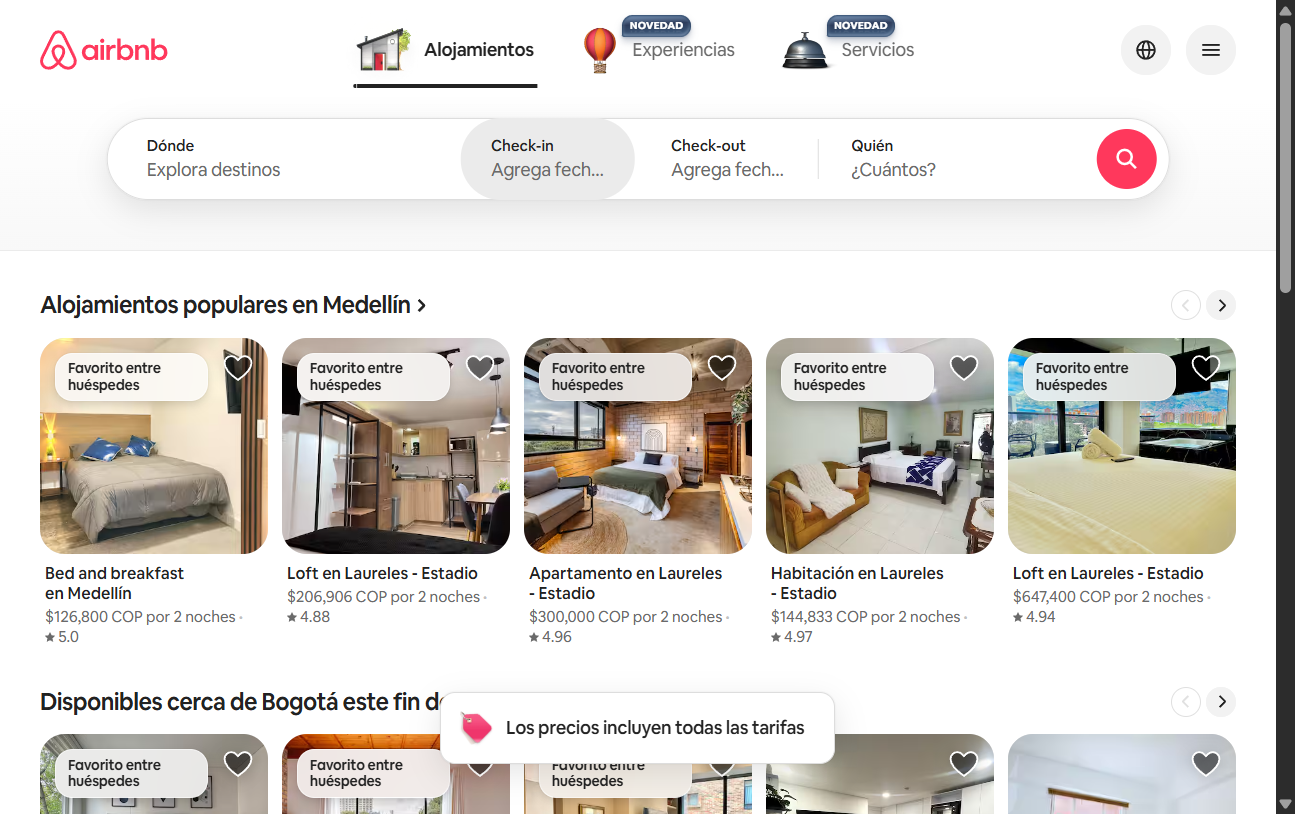 airbnb
Alojamientos
NOVEDAD
Experiencias
NOVEDAD
Servicios
Dónde
Explora destinos
Check-in
Agrega fech...
Check-out
Agrega fech...
Quién
¿Cuántos?
Alojamientos populares en Medellín
Favorito entre
huéspedes
Favorito entre
huéspedes
Favorito entre
huéspedes
Favorito entre
huéspedes
Favorito entre
huéspedes
Bed and breakfast
en Medellín
$126,800 COP por 2 noches ·
★ 5.0
Loft en Laureles - Estadio
$206,906 COP por 2 noches ·
★ 4.88
Apartamento en Laureles
- Estadio
$300,000 COP por 2 noches ·
★ 4.96
Habitación en Laureles
- Estadio
$144,833 COP por 2 noches ·
★ 4.97
Loft en Laureles - Estadio
$647,400 COP por 2 noches ·
★ 4.94
Disponibles cerca de Bogotá este fin d
Los precios incluyen todas las tarifas
Favorito entre
huéspedes
Favorito entre
huéspedes
Favorito entre
huéspedes